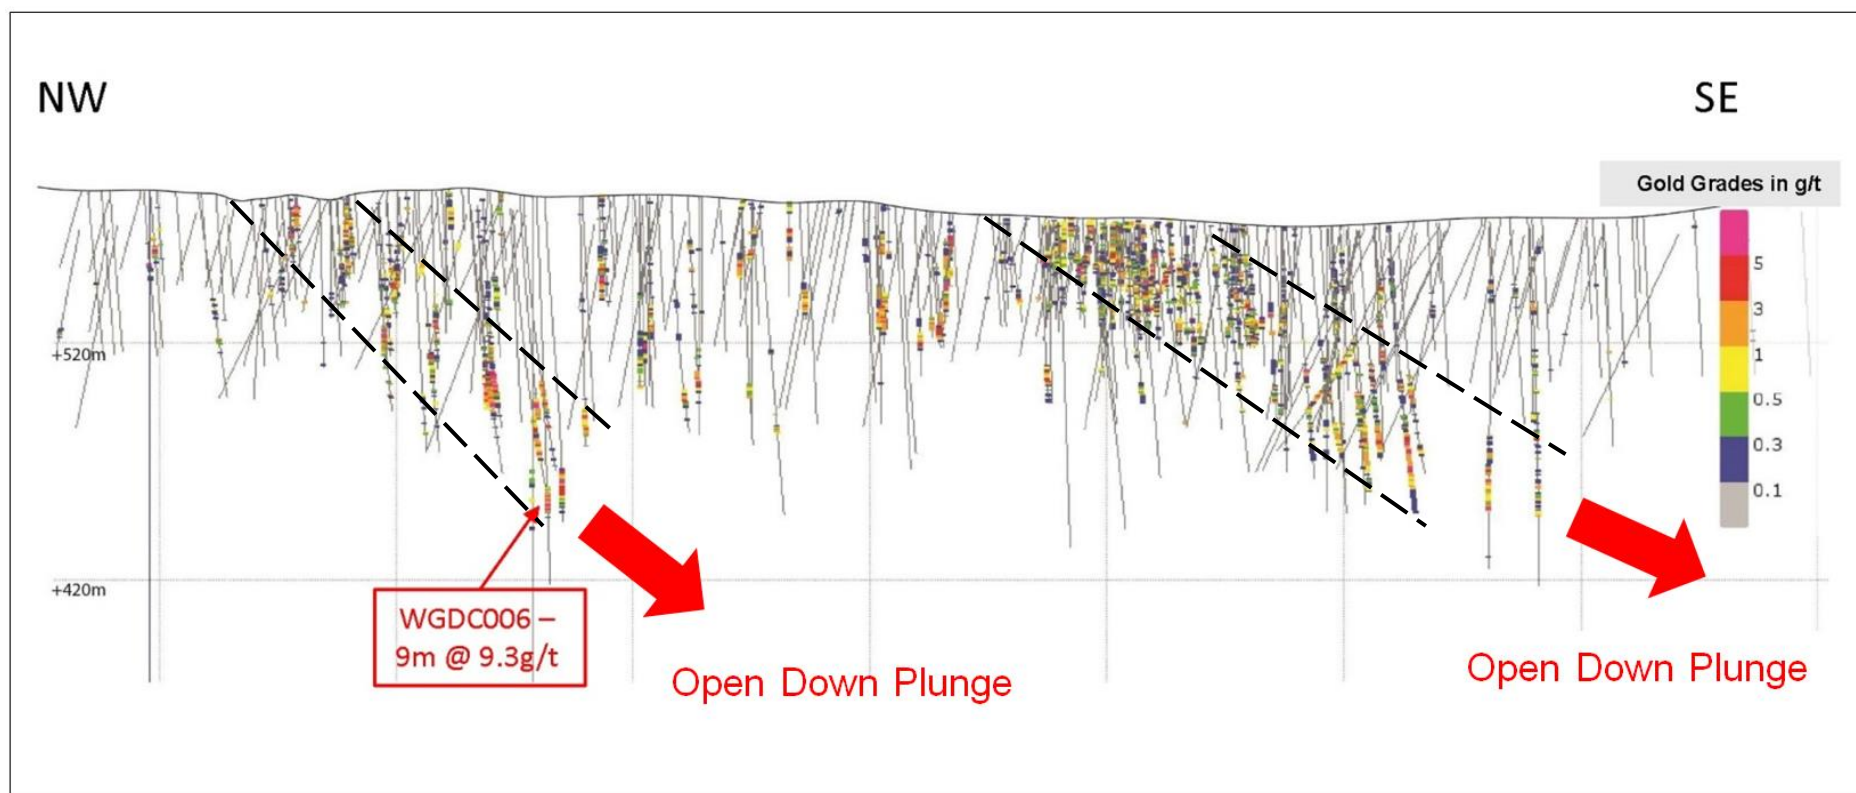 NW
SE
Gold Grades in g/t
5
3
1
0.5
0.3
0.1
+520m
+420m
WGDC006 –
9m @ 9.3g/t
Open Down Plunge
Open Down Plunge